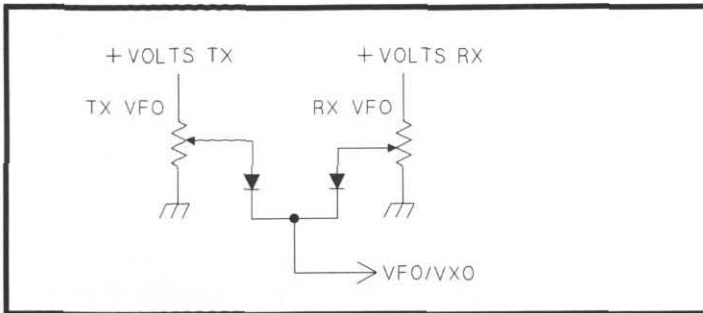 + VOLTS TX
+ VOLTS RX
TX VFO
RX VFO
VFO/VXO